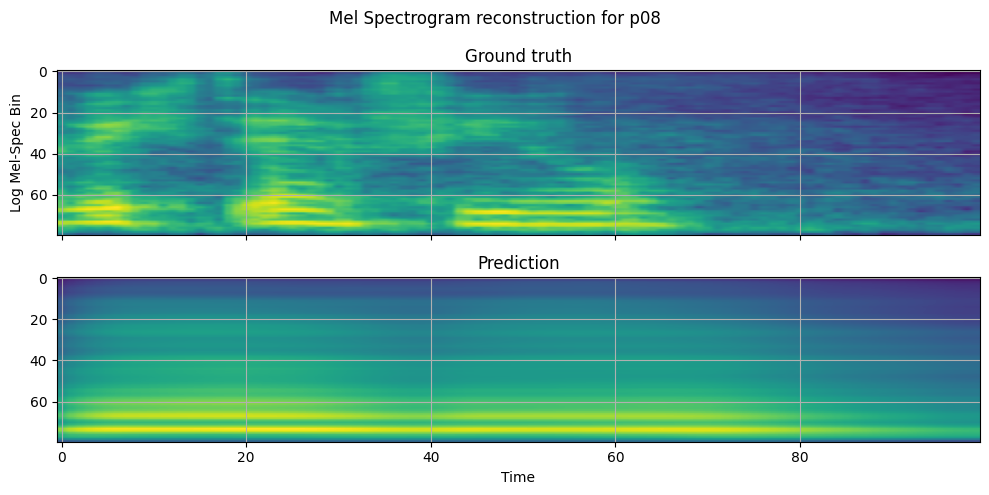 Mel Spectrogram reconstruction for p08
Ground truth
0
20
40
60
Log Mel-Spec Bin
Prediction
0
20
40
60
0 20 40 60 80
Time